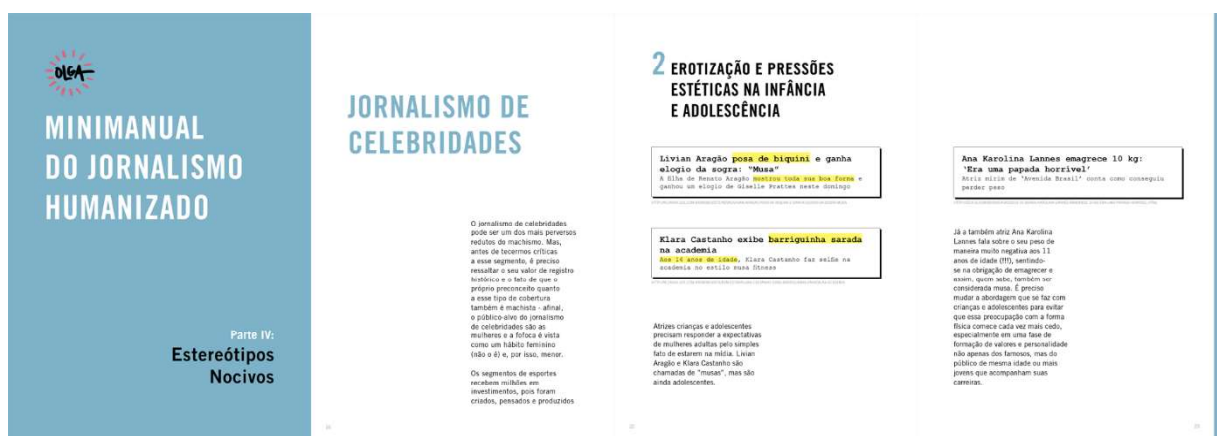 OLGA
MINIMANUAL
DO JORNALISMO
HUMANIZADO
Parte IV:
Estereótipos
Nocivos
JORNALISMO DE
CELEBRIDADES
O jornalismo de celebridades
pode ser um dos mais perversos
redutos do machismo. Mas,
antes de tecermos críticas
a esse segmento, é preciso
ressaltar o seu valor de registro
histórico e o fato de que o
próprio preconceito quanto
a esse tipo de cobertura
também é machista - afinal,
o público-alvo do jornalismo
de celebridades são as
mulheres e a fofoca é vista
como um hábito feminino
(não o é) e, por isso, menor.
Os segmentos de esportes
recebem milhões em
investimentos, pois foram
criados, pensados e produzidos
2 EROTIZAÇÃO E PRESSÕES
ESTÉTICAS NA INFÂNCIA
E ADOLESCÊNCIA
Livian Aragão posa de biquíni e ganha
elogio da sogra: "Musa"
A filha de Renato Aragão mostrou toda sua boa forma e
ganhou um elogio de Giselle Prattes neste domingo
Klara Castanho exibe barriguinha sarada
na academia
Aos 14 anos de idade, Klara Castanho faz selfie na
academia no estilo musa fitness
Atrizes crianças e adolescentes
precisam responder a expectativas
de mulheres adultas pelo simples
fato de estarem na mídia. Livian
Aragão e Klara Castanho são
chamadas de "musas", mas são
ainda adolescentes.
Ana Karolina Lannes emagrece 10 kg:
'Era uma papada horrível'
Atriz mirim de 'Avenida Brasil' conta como conseguiu
perder peso
Já a também atriz Ana Karolina
Lannes fala sobre o seu peso de
maneira muito negativa aos 11
anos de idade (!!!), sentindo-
se na obrigação de emagrecer e
assim, quem sabe, também ser
considerada musa. É preciso
mudar a abordagem que se faz com
crianças e adolescentes para evitar
que essa preocupação com a forma
física comece cada vez mais cedo,
especialmente em uma fase de
formação de valores e personalidade
não apenas dos famosos, mas do
público de mesma idade ou mais
jovens que acompanham suas
carreiras.